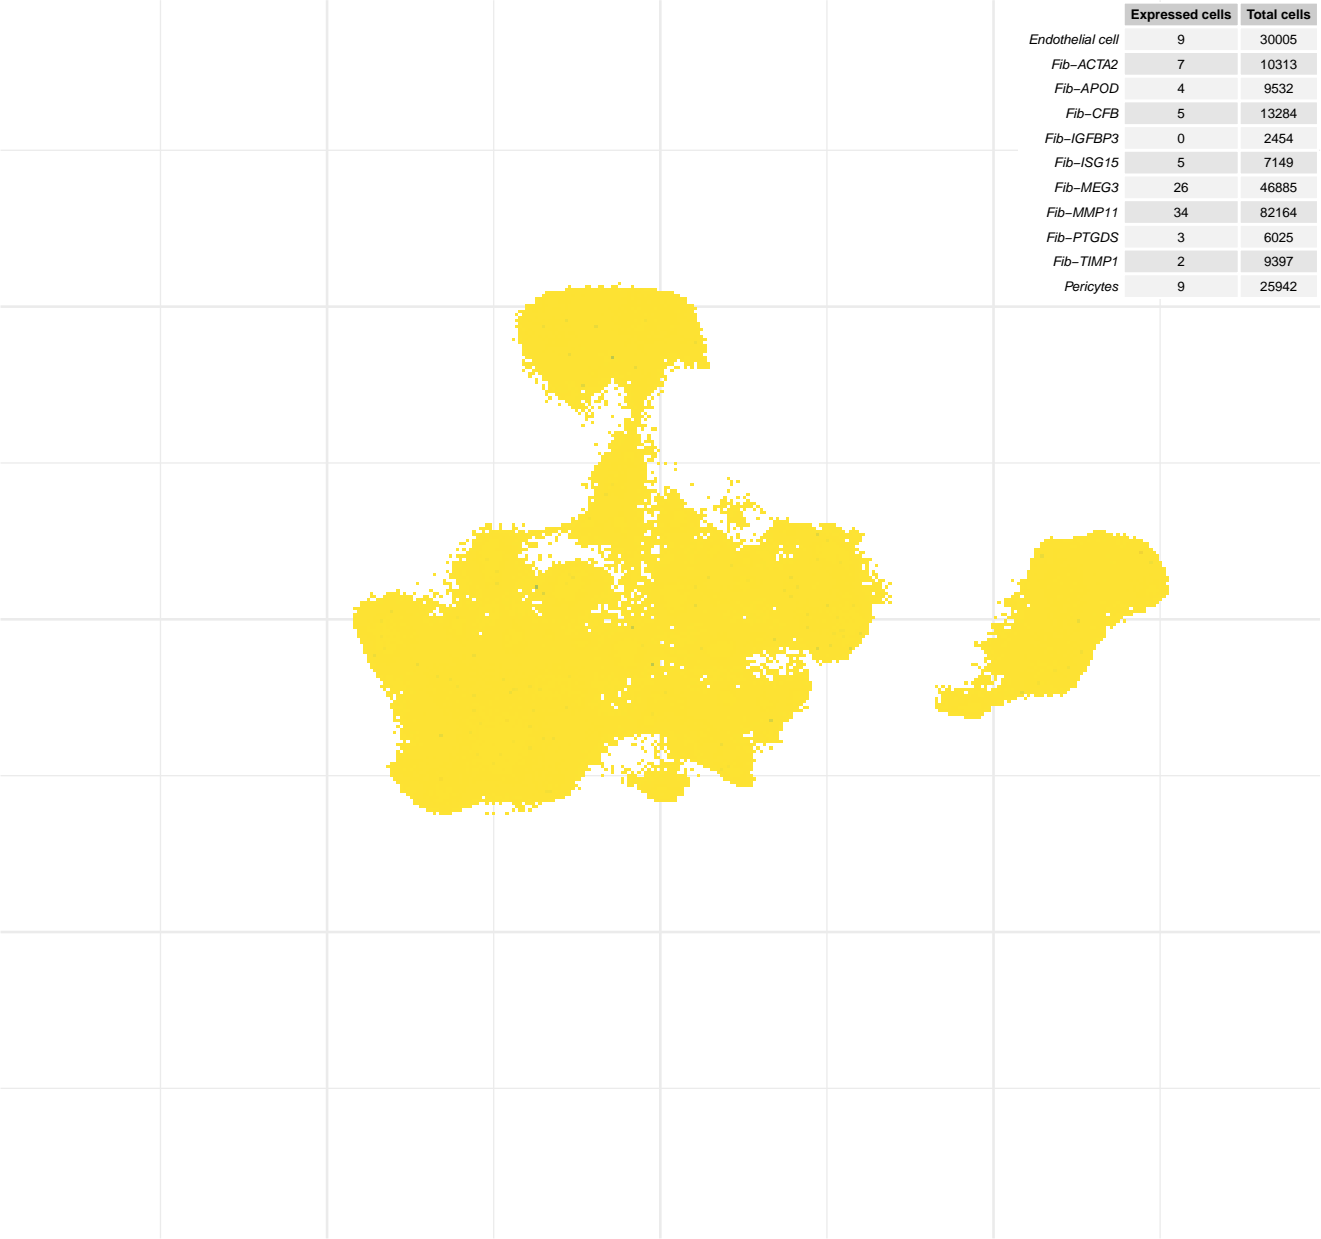 Expressed cells Total cells
Endothelial cell 9 30005
Fib−ACTA2 7 10313
Fib−APOD 4 9532
Fib−CFB 5 13284
Fib−IGFBP3 0 2454
Fib−ISG15 5 7149
Fib−MEG3 26 46885
Fib−MMP11 34 82164
Fib−PTGDS 3 6025
Fib−TIMP1 2 9397
Pericytes 9 25942